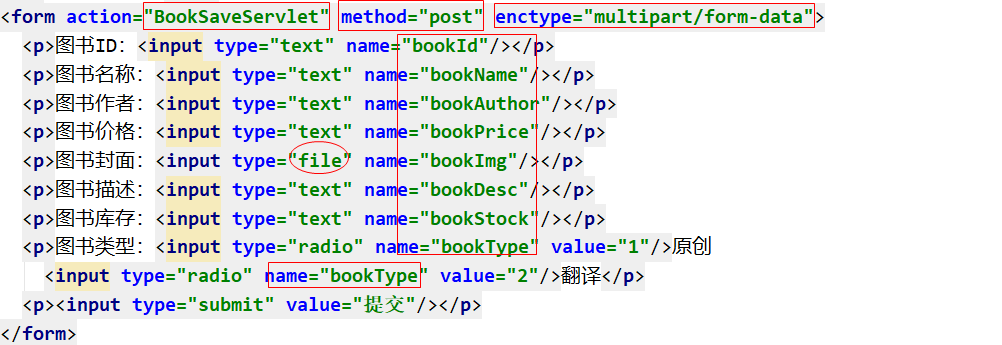 <form action="BookSaveServlet" method="post" enctype="multipart/form-data">
<p>图书ID：<input type="text" name="bookId"/></p>
<p>图书名称：<input type="text" name="bookName"/></p>
<p>图书作者：<input type="text" name="bookAuthor"/></p>
<p>图书价格：<input type="text" name="bookPrice"/></p>
<p>图书封面：<input type="file" name="bookImg"/></p>
<p>图书描述：<input type="text" name="bookDesc"/></p>
<p>图书库存：<input type="text" name="bookStock"/></p>
<p>图书类型：<input type="radio" name="bookType" value="1"/>原创
<input type="radio" name="bookType" value="2"/>翻译</p>
<p><input type="submit" value="提交"/></p>
</form>